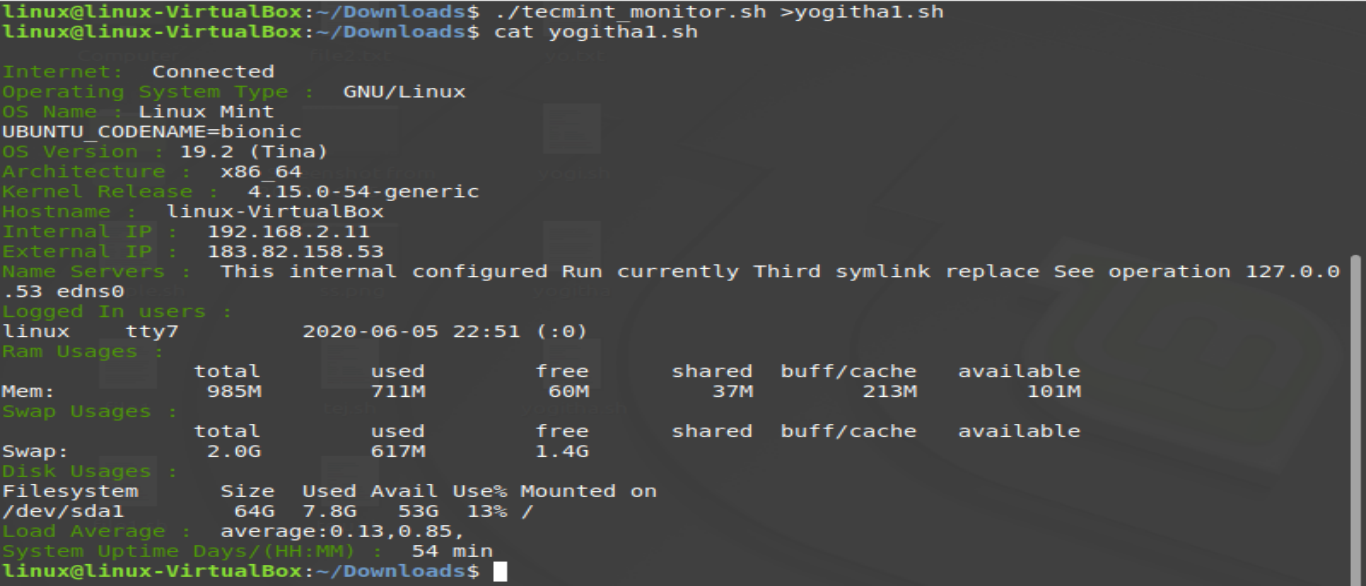 linux@linux-VirtualBox:~/Downloads$ ./tecmint_monitor.sh >yogitha1.sh
linux@linux-VirtualBox:~/Downloads$ cat yogitha1.sh
Internet: Connected
Operating System Type : GNU/Linux
OS Name : Linux Mint
UBUNTU_CODENAME=bionic
OS Version : 19.2 (Tina)
Architecture : x86_64
Kernel Release : 4.15.0-54-generic
Hostname : linux-VirtualBox
Internal IP : 192.168.2.11
External IP : 183.82.158.53
Name Servers : This internal configured Run currently Third symlink replace See operation 127.0.0
.53 edns0
Logged In users :
linux tty7 2020-06-05 22:51 (:0)
Ram Usages :
total used free shared buff/cache available
Mem: 985M 711M 60M 37M 213M 101M
Swap Usages :
total used free shared buff/cache available
Swap: 2.0G 617M 1.4G
Disk Usages :
Filesystem Size Used Avail Use% Mounted on
/dev/sda1 64G 7.8G 53G 13% /
Load Average : average:0.13,0.85,
System Uptime Days/(HH:MM) : 54 min
linux@linux-VirtualBox:~/Downloads$